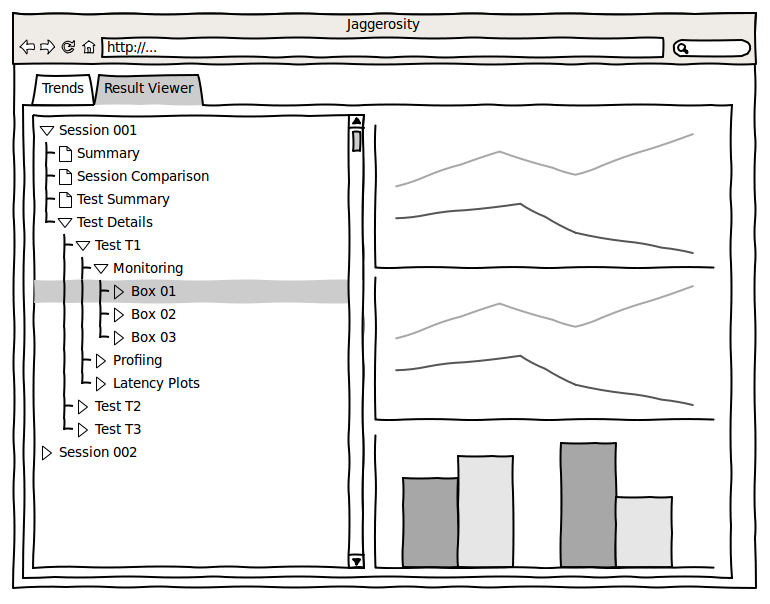 Jaggerosity
http://...
Trends
Result Viewer
Session 001
Summary
Session Comparison
Test Summary
Test Details
Test T1
Monitoring
Box 01
Box 02
Box 03
Profiing
Latency Plots
Test T2
Test T3
Session 002